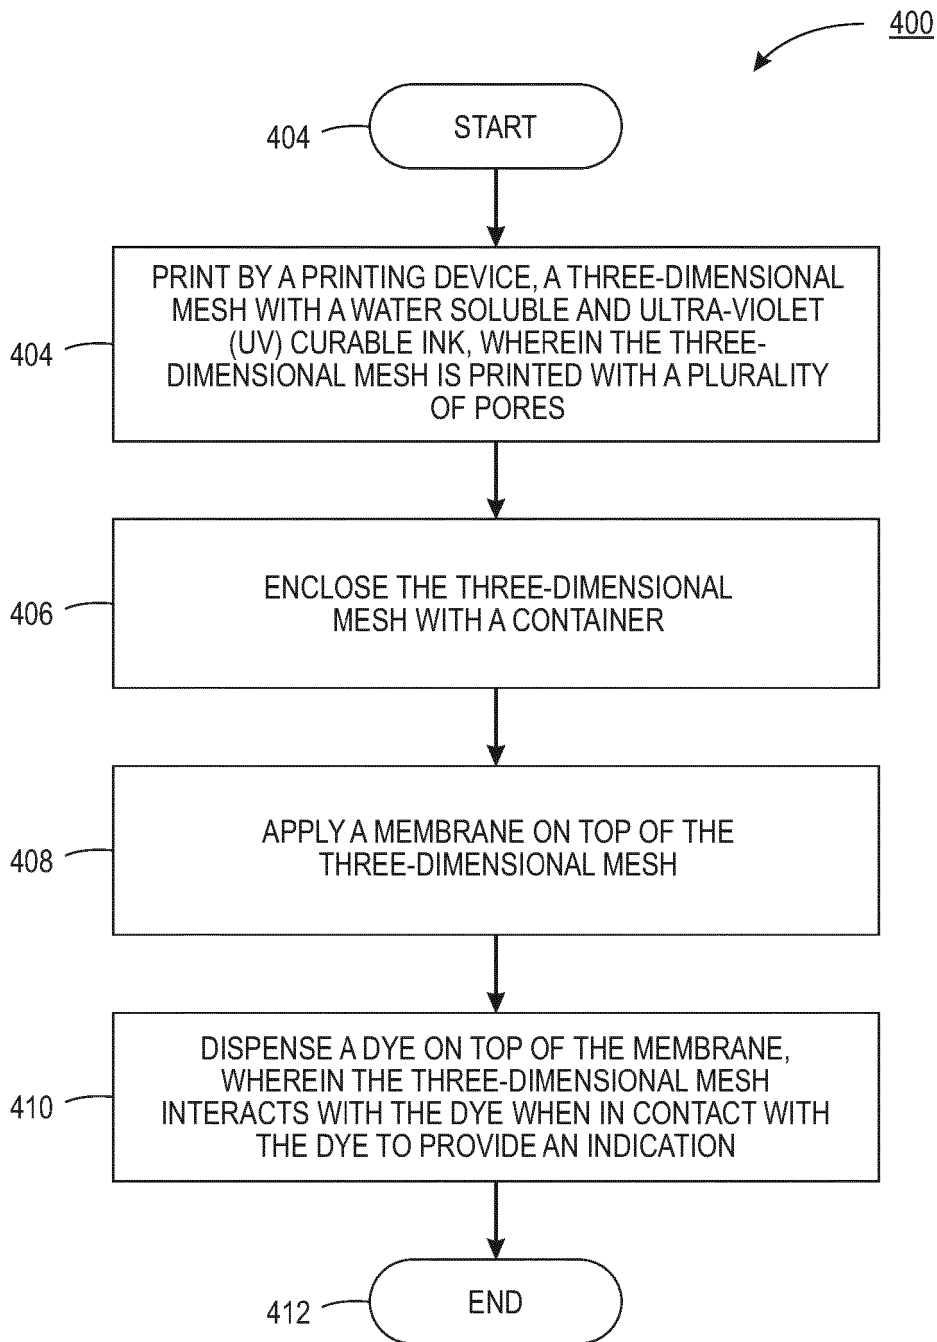 400
START
404
PRINT BY A PRINTING DEVICE, A THREE-DIMENSIONAL
MESH WITH A WATER SOLUBLE AND ULTRA-VIOLET
(UV) CURABLE INK, WHEREIN THE THREE-
DIMENSIONAL MESH IS PRINTED WITH A PLURALITY
OF PORES
404
ENCLOSE THE THREE-DIMENSIONAL
MESH WITH A CONTAINER
406
APPLY A MEMBRANE ON TOP OF THE
THREE-DIMENSIONAL MESH
408
DISPENSE A DYE ON TOP OF THE MEMBRANE,
WHEREIN THE THREE-DIMENSIONAL MESH
INTERACTS WITH THE DYE WHEN IN CONTACT WITH
THE DYE TO PROVIDE AN INDICATION
410
END
412